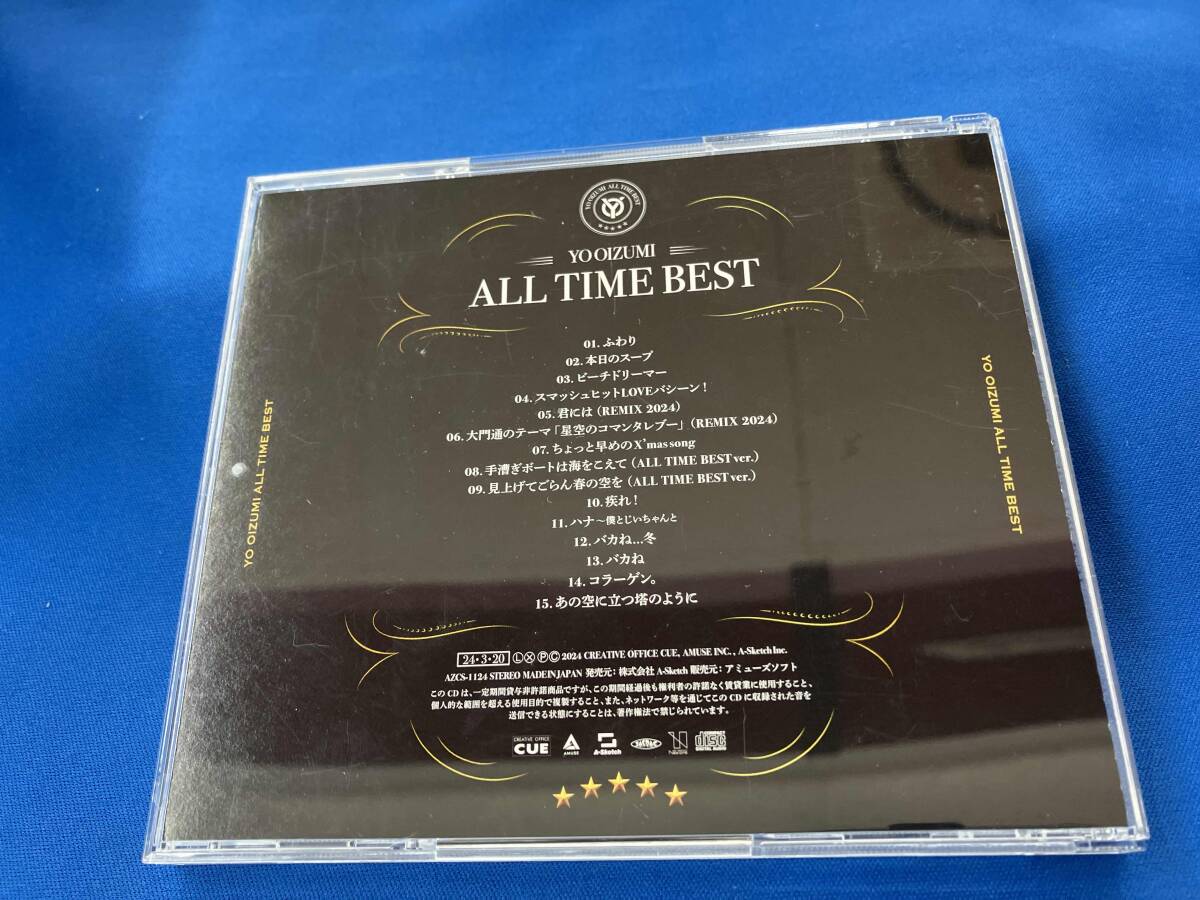 YO OIZUMI ALL TIME BEST
YO OIZUMI
ALL TIME BEST
01. ふわり
02. 本日のスープ
03. ビーチドリーマー
04. スマッシュヒットLOVEバシーン！
05. 君には (REMIX 2024)
06. 大門通のテーマ「星空のコマンタレブー」(REMIX 2024)
07. ちょっと早めのX'mas song
08. 手漕ぎボートは海をこえて (ALL TIME BEST ver.)
09. 見上げてごらん春の空を (ALL TIME BEST ver.)
10. 疾れ！
11. ハナ～僕とじいちゃんと
12. バカね...冬
13. バカね
14. コラーゲン。
15. あの空に立つ塔のように
YO OIZUMI ALL TIME BEST
YO OIZUMI ALL TIME BEST
24・3・20 Ⓛ Ⓧ Ⓟ Ⓒ 2024 CREATIVE OFFICE CUE, AMUSE INC., A-Sketch Inc.
AZCS-1124 STEREO MADE IN JAPAN 発売元：株式会社 A-Sketch 販売元：アミューズソフト
この CD は、一定期間貸与非許諾商品ですが、この期間経過後も権利者の許諾なく賃貸業に使用すること、
個人的な範囲を超える使用目的で複製すること、また、ネットワーク等を通じてこの CD に収録された音を
送信できる状態にすることは、著作権法で禁じられています。
CREATIVE OFFICE
CUE
AMUSE
A-Sketch
COMPACT
disc
DIGITAL AUDIO